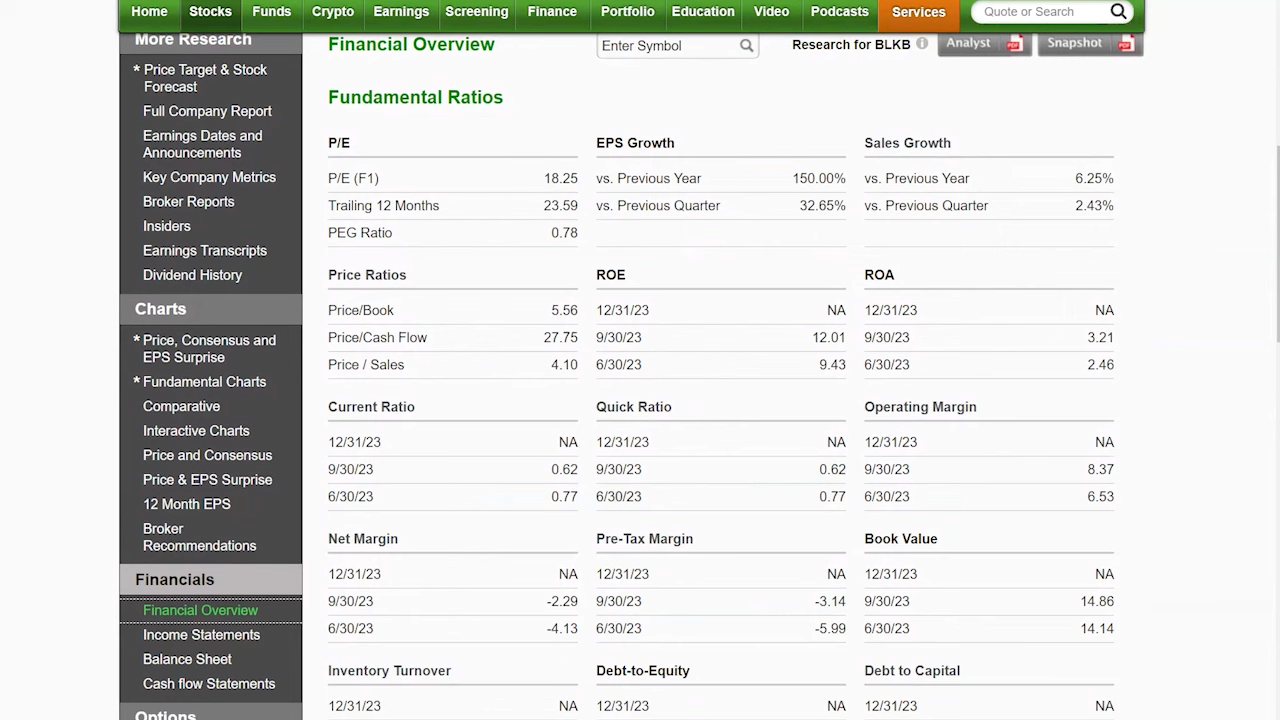 Home Stocks Funds Crypto Earnings Screening Finance Portfolio Education Video Podcasts Services Quote or Search
More Research
* Price Target & Stock
Forecast
Full Company Report
Earnings Dates and
Announcements
Key Company Metrics
Broker Reports
Insiders
Earnings Transcripts
Dividend History
Charts
* Price, Consensus and
EPS Surprise
* Fundamental Charts
Comparative
Interactive Charts
Price and Consensus
Price & EPS Surprise
12 Month EPS
Broker
Recommendations
Financials
Financial Overview
Income Statements
Balance Sheet
Cash flow Statements
Options
Financial Overview Enter Symbol Research for BLKB i Analyst PDF Snapshot PDF
Fundamental Ratios
P/E EPS Growth Sales Growth
P/E (F1) 18.25 vs. Previous Year 150.00% vs. Previous Year 6.25%
Trailing 12 Months 23.59 vs. Previous Quarter 32.65% vs. Previous Quarter 2.43%
PEG Ratio 0.78
Price Ratios ROE ROA
Price/Book 5.56 12/31/23 NA 12/31/23 NA
Price/Cash Flow 27.75 9/30/23 12.01 9/30/23 3.21
Price / Sales 4.10 6/30/23 9.43 6/30/23 2.46
Current Ratio Quick Ratio Operating Margin
12/31/23 NA 12/31/23 NA 12/31/23 NA
9/30/23 0.62 9/30/23 0.62 9/30/23 8.37
6/30/23 0.77 6/30/23 0.77 6/30/23 6.53
Net Margin Pre-Tax Margin Book Value
12/31/23 NA 12/31/23 NA 12/31/23 NA
9/30/23 -2.29 9/30/23 -3.14 9/30/23 14.86
6/30/23 -4.13 6/30/23 -5.99 6/30/23 14.14
Inventory Turnover Debt-to-Equity Debt to Capital
12/31/23 NA 12/31/23 NA 12/31/23 NA